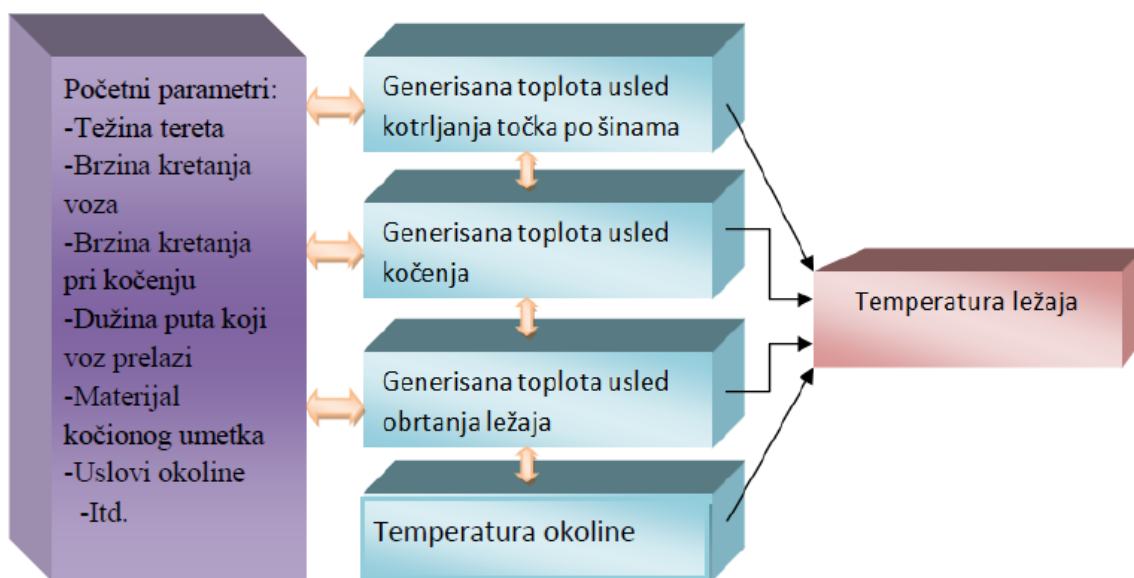 Početni parametri:
-Težina tereta
-Brzina kretanja
voza
-Brzina kretanja
pri kočenju
-Dužina puta koji
voz prelazi
-Materijal
kočionog umetka
-Uslovi okoline
-Itd.
Generisana toplota usled
kotrljanja točka po šinama
Generisana toplota usled
kočenja
Generisana toplota usled
obrtanja ležaja
Temperatura okoline
Temperatura ležaja